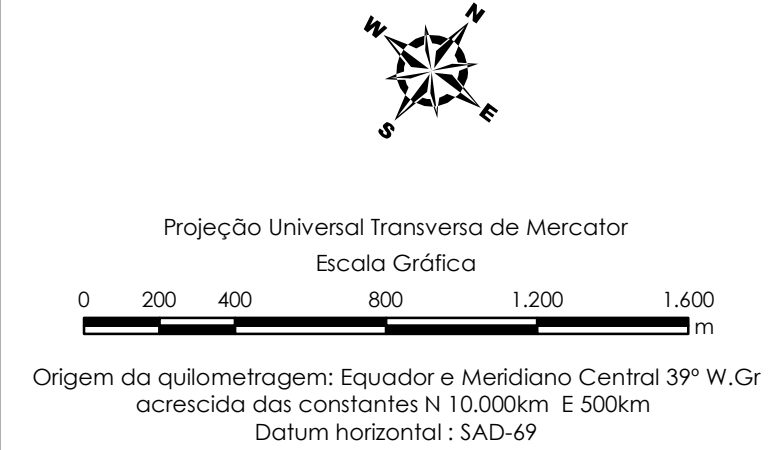 W N
S E
Projeção Universal Transversa de Mercator
Escala Gráfica
0 200 400 800 1.200 1.600
m
Origem da quilometragem: Equador e Meridiano Central 39º W.Gr
acrescida das constantes N 10.000km E 500km
Datum horizontal : SAD-69